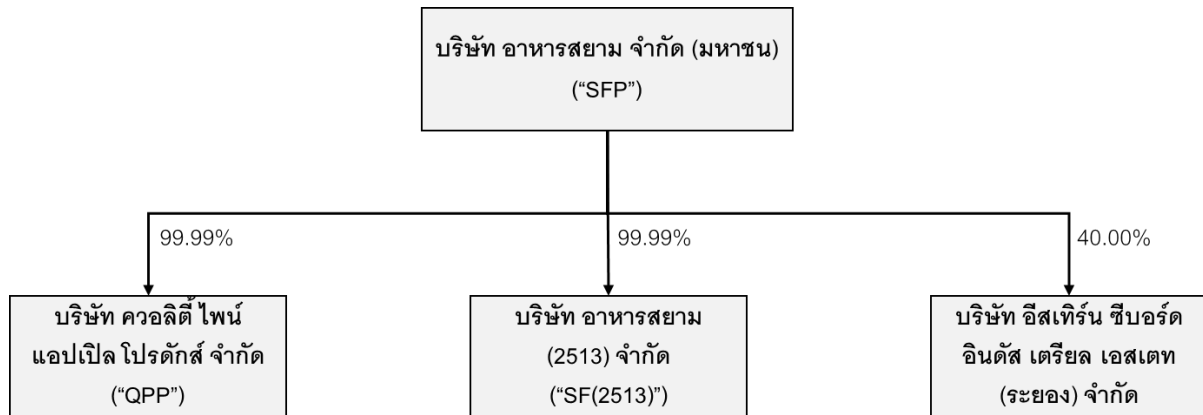 บริษัท อาหารสยาม จำกัด (มหาชน)
(“SFP”)
99.99%
99.99%
40.00%
บริษัท ควอลิตี้ ไพน์
แอปเปิล โปรดักส์ จำกัด
(“QPP”)
บริษัท อาหารสยาม
(2513) จำกัด
(“SF(2513)”)
บริษัท อีสเทิร์น ซีบอร์ด
อินดัส เตรียล เอสเตท
(ระยอง) จำกัด